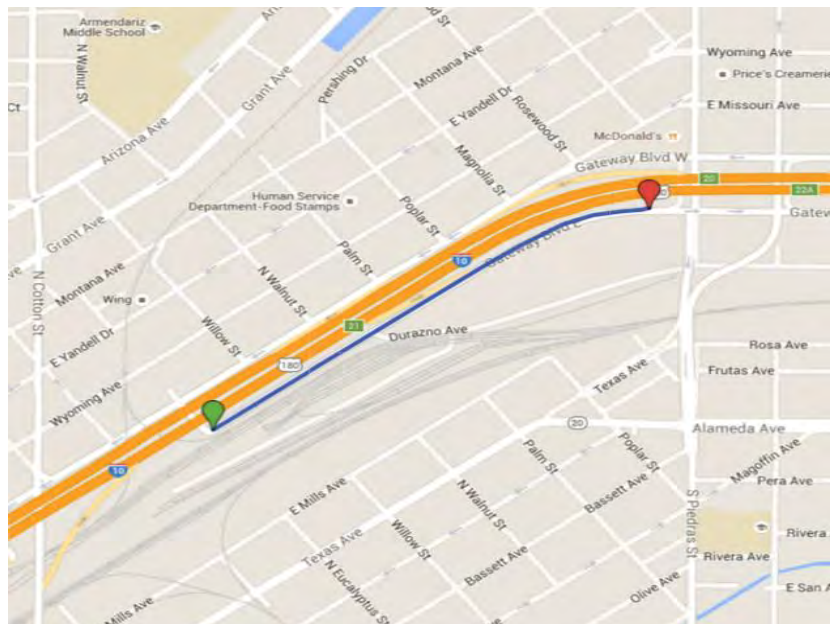 Armendariz
Middle School
N Walnut St
Ct
Arizona Ave
Grant Ave
Pershing Dr
Montana Ave
E Yandell Dr
Rosewood St
Magnolia St
Wyoming Ave
Price's Creamerie
E Missouri Ave
McDonald's
Gateway Blvd W
20
22A
Human Service
Department-Food Stamps
Poplar St
Palm St
N Walnut St
Willow St
Grant Ave
Montana Ave
N Cotton St
Wing
E Yandell Dr
Wyoming Ave
10
Gateway Blvd E
Gatew
21
180
Durazno Ave
Rosa Ave
Frutas Ave
Texas Ave
20
Alameda Ave
Poplar St
Palm St
Magoffin Ave
Pera Ave
10
E Mills Ave
N Walnut St
Bassett Ave
S Piedras St
Texas Ave
Willow St
Bassett Ave
N Eucalyptus St
Olive Ave
Rivera
Rivera Ave
E San A
Mills Ave